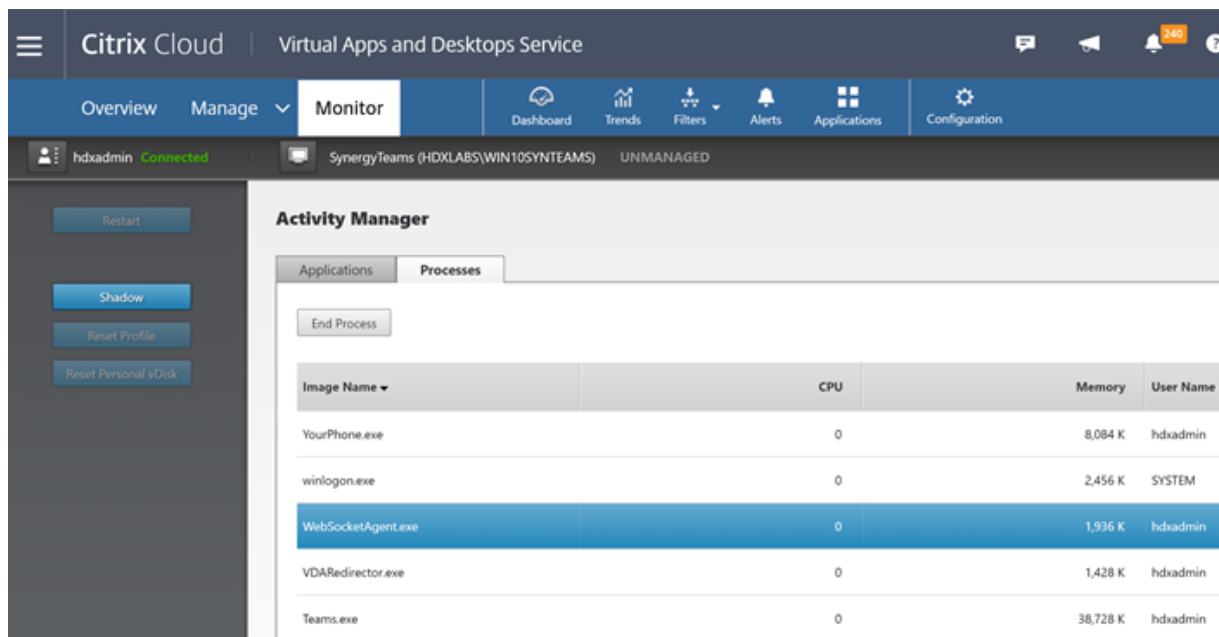 Citrix Cloud | Virtual Apps and Desktops Service 240 ?
Overview Manage Monitor Dashboard Trends Filters Alerts Applications Configuration
hdxadmin Connected SynergyTeams (HDXLABS\WIN10SYNTEAMS) UNMANAGED
Restart
Shadow
Reset Profile
Reset Personal vDisk
Activity Manager
Applications Processes
End Process
Image Name CPU Memory User Name
YourPhone.exe 0 8,084 K hdxadmin
winlogon.exe 0 2,456 K SYSTEM
WebSocketAgent.exe 0 1,936 K hdxadmin
VDARedirector.exe 0 1,428 K hdxadmin
Teams.exe 0 38,728 K hdxadmin